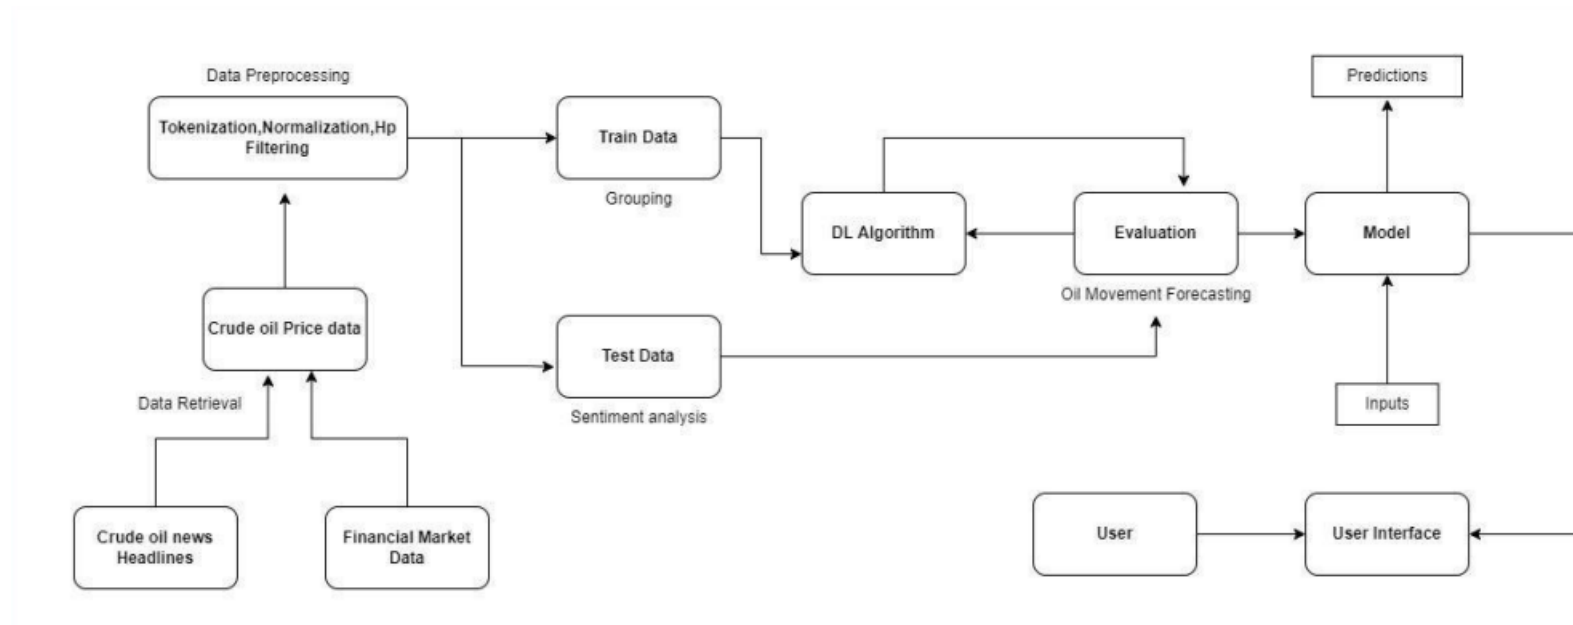 Data Preprocessing
Tokenization,Normalization,Hp
Filtering
Train Data
Grouping
DL Algorithm
Evaluation
Oil Movement Forecasting
Predictions
Model
Inputs
Crude oil Price data
Data Retrieval
Test Data
Sentiment analysis
Crude oil news
Headlines
Financial Market
Data
User
User Interface